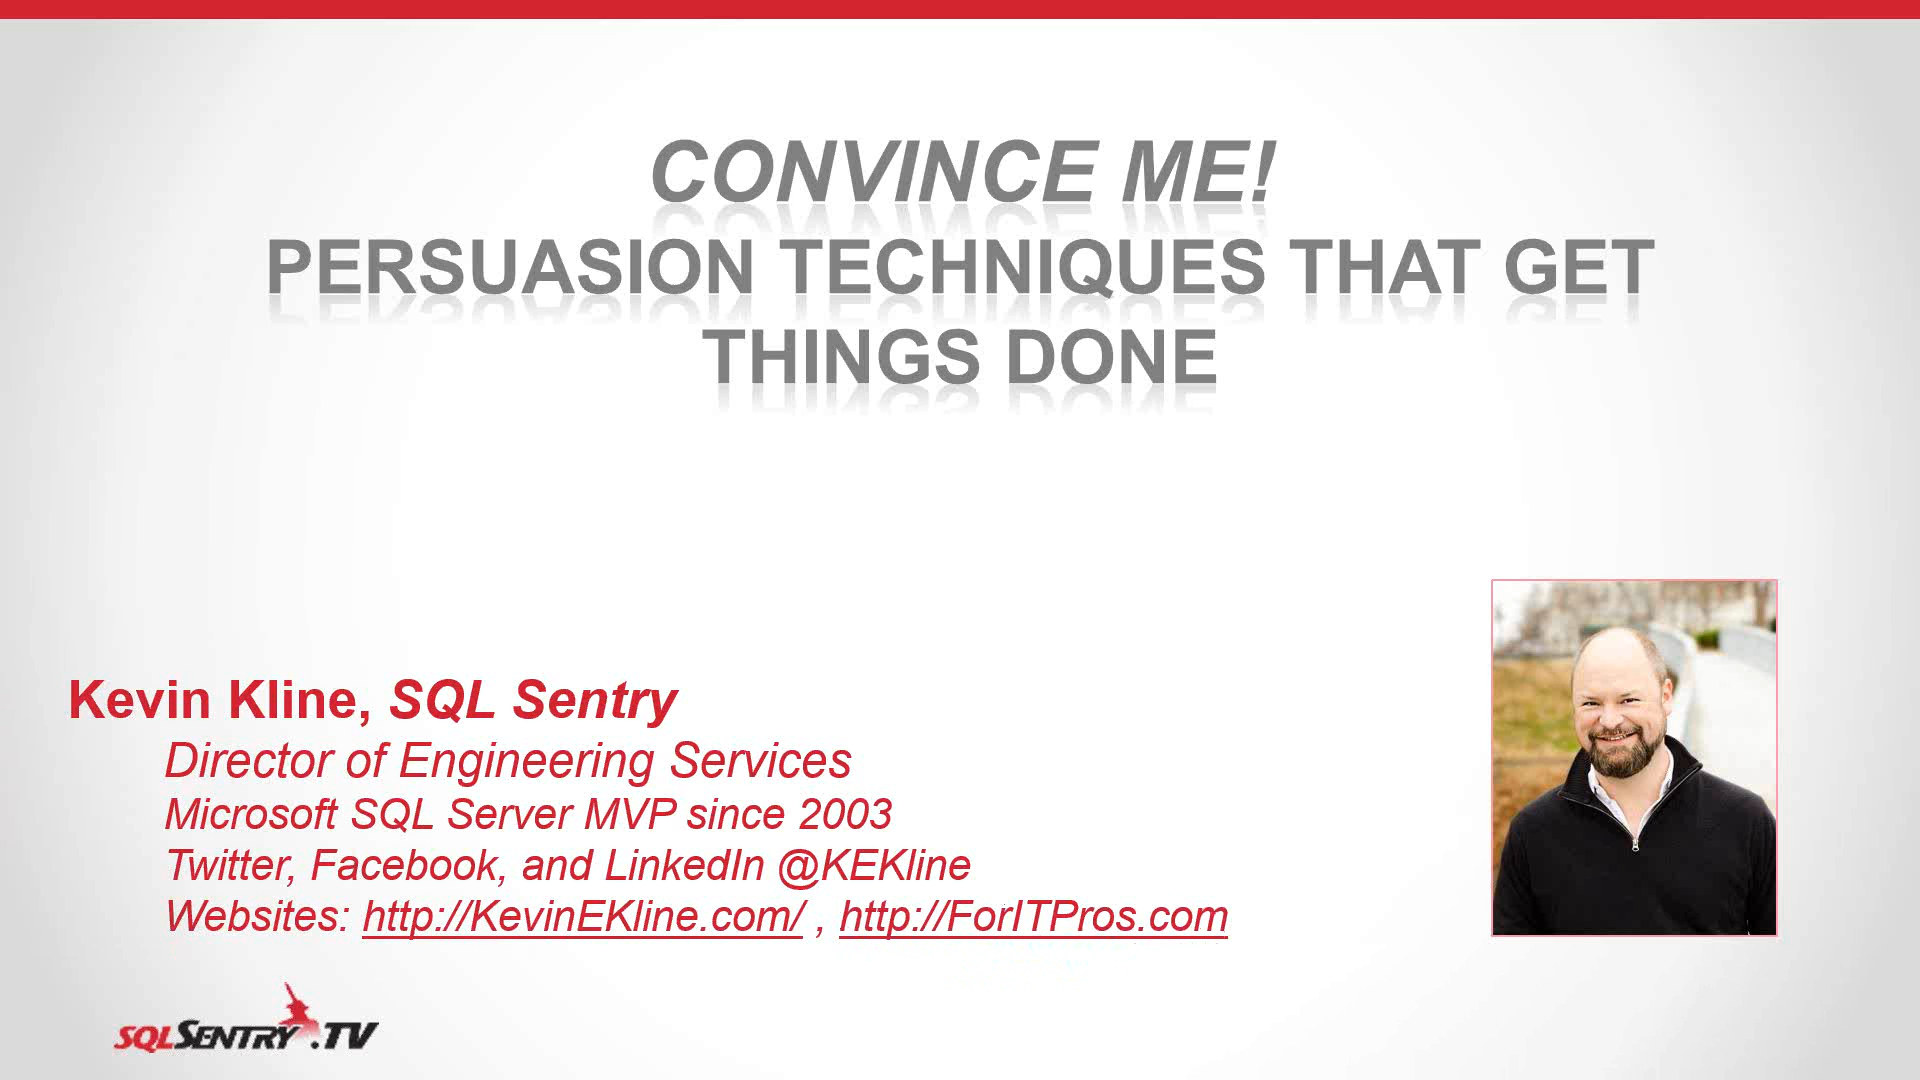 CONVINCE ME!
PERSUASION TECHNIQUES THAT GET
THINGS DONE
Kevin Kline, SQL Sentry
Director of Engineering Services
Microsoft SQL Server MVP since 2003
Twitter, Facebook, and LinkedIn @KEKline
Websites: http://KevinEKline.com/ , http://ForITPros.com
SQLSENTRY.TV